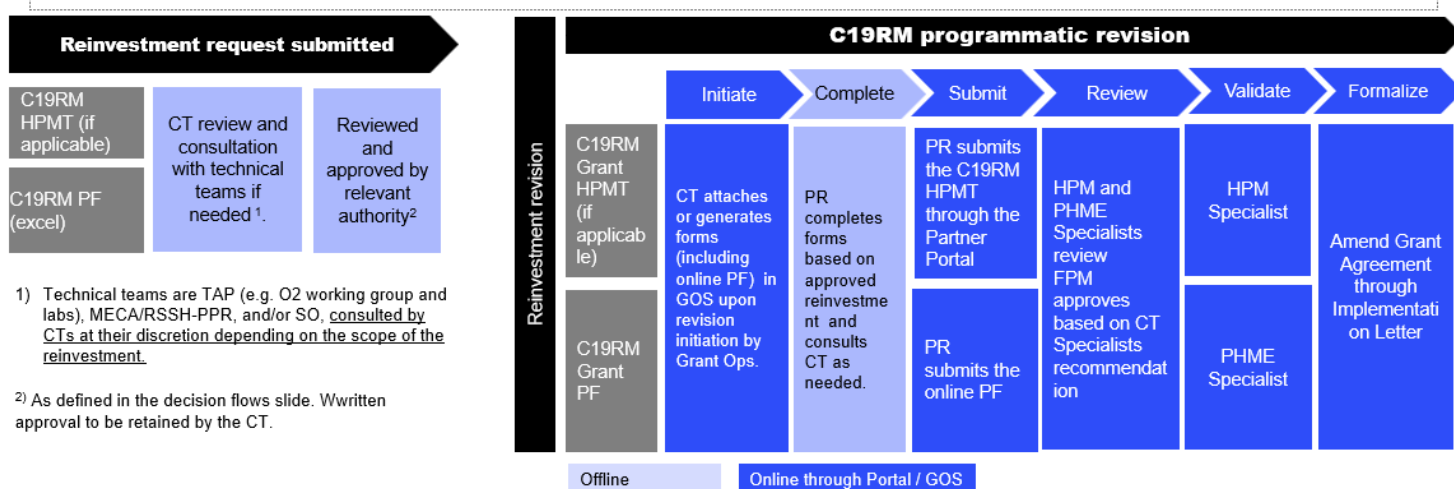 Reinvestment request submitted
C19RM
HPMT (if
applicable)
C19RM PF
(excel)
CT review and
consultation
with technical
teams if
needed ¹.
Reviewed
and
approved by
relevant
authority²
1) Technical teams are TAP (e.g. O2 working group and
labs), MECA/RSSH-PPR, and/or SO, consulted by
CTs at their discretion depending on the scope of the
reinvestment.
2) As defined in the decision flows slide. Wwritten
approval to be retained by the CT.
Reinvestment revision
C19RM programmatic revision
Initiate
Complete
Submit
Review
Validate
Formalize
C19RM
Grant
HPMT
(if
applicab
le)
C19RM
Grant
PF
CT attaches
or generates
forms
(including
online PF) in
GOS upon
revision
initiation by
Grant Ops.
PR
completes
forms
based on
approved
reinvestme
nt and
consults
CT as
needed.
PR submits
the C19RM
HPMT
through the
Partner
Portal
PR
submits the
online PF
HPM and
PHME
Specialists
review
FPM
approves
based on CT
Specialists
recommendat
ion
HPM
Specialist
PHME
Specialist
Amend Grant
Agreement
through
Implementati
on Letter
Offline
Online through Portal / GOS